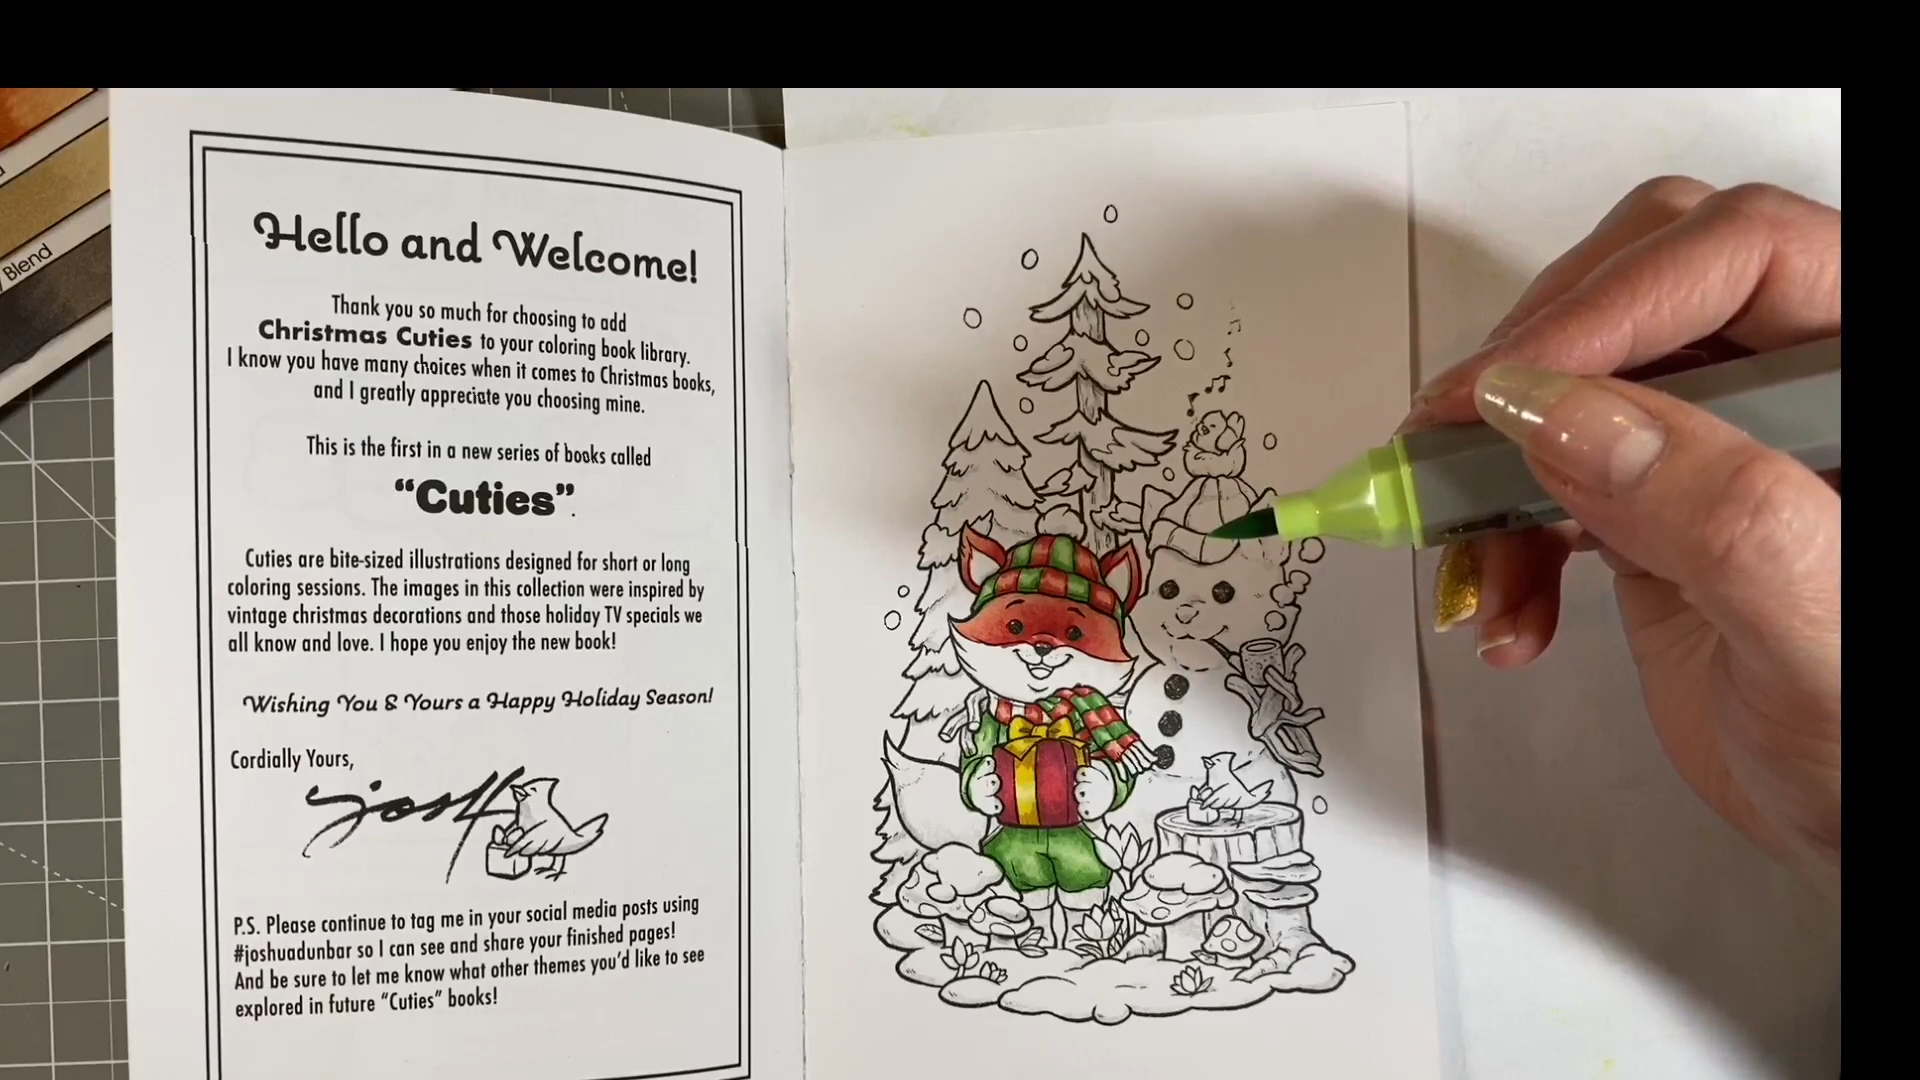 Blend
Hello and Welcome!
Thank you so much for choosing to add
Christmas Cuties to your coloring book library.
I know you have many choices when it comes to Christmas books,
and I greatly appreciate you choosing mine.
This is the first in a new series of books called
“Cuties”.
Cuties are bite-sized illustrations designed for short or long
coloring sessions. The images in this collection were inspired by
vintage christmas decorations and those holiday TV specials we
all know and love. I hope you enjoy the new book!
Wishing You & Yours a Happy Holiday Season!
Cordially Yours,
josh
P.S. Please continue to tag me in your social media posts using
#joshuadunbar so I can see and share your finished pages!
And be sure to let me know what other themes you’d like to see
explored in future “Cuties” books!